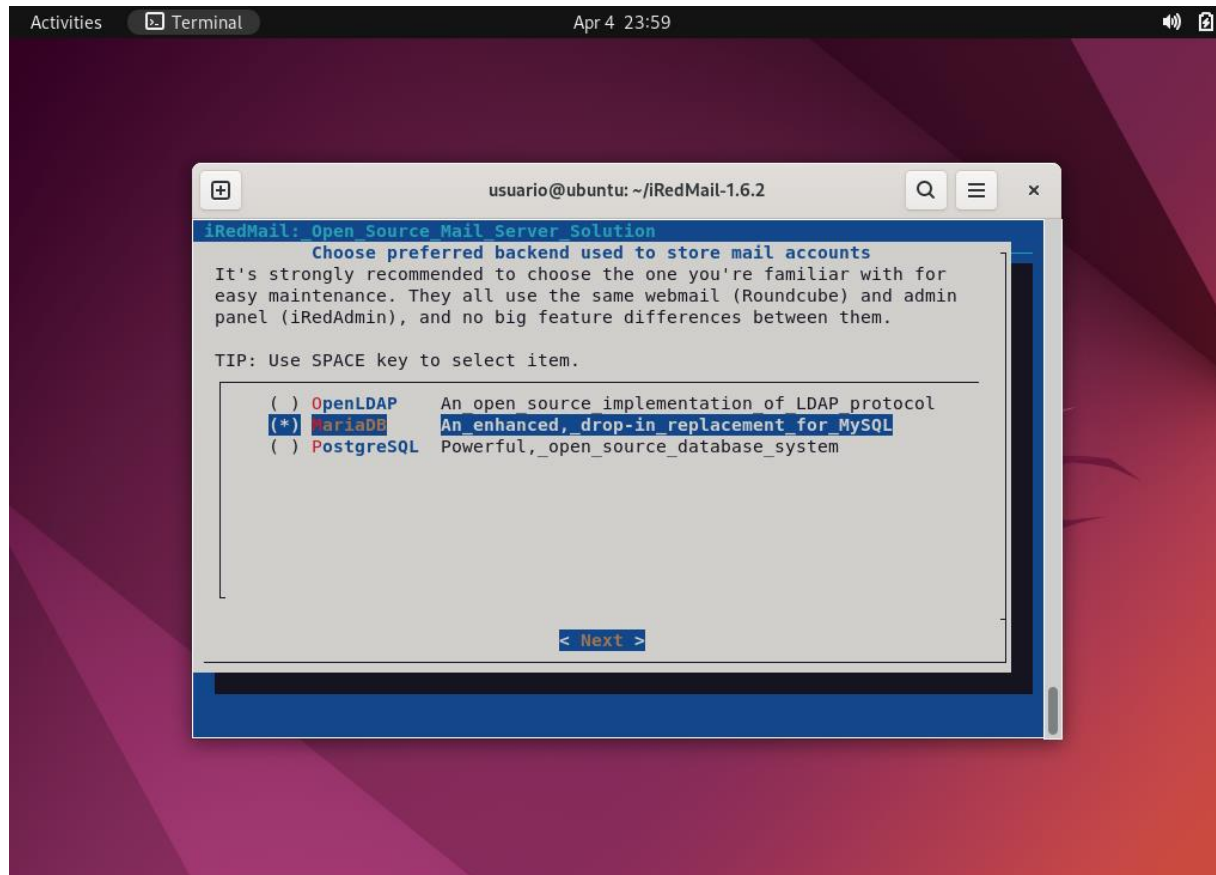 Activities Terminal Apr 4 23:59
usuario@ubuntu: ~/iRedMail-1.6.2
iRedMail:_Open_Source_Mail_Server_Solution
Choose preferred backend used to store mail accounts
It's strongly recommended to choose the one you're familiar with for
easy maintenance. They all use the same webmail (Roundcube) and admin
panel (iRedAdmin), and no big feature differences between them.
TIP: Use SPACE key to select item.
( ) OpenLDAP An_open_source_implementation_of_LDAP_protocol
(*) MariaDB An_enhanced,_drop-in_replacement_for_MySQL
( ) PostgreSQL Powerful,_open_source_database_system
< Next >